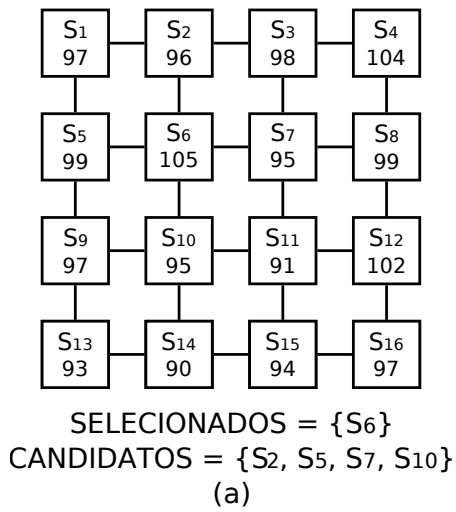 S1 S2 S3 S4
97 96 98 104
S5 S6 S7 S8
99 105 95 99
S9 S10 S11 S12
97 95 91 102
S13 S14 S15 S16
93 90 94 97
SELECIONADOS = {S6}
CANDIDATOS = {S2, S5, S7, S10}
(a)